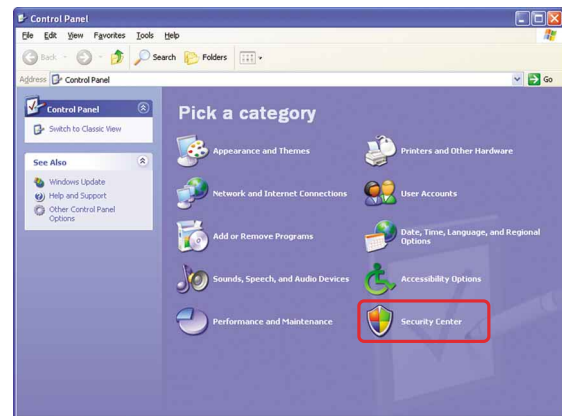 Control Panel
File Edit View Favorites Tools Help
Back Search Folders
Address Control Panel Go
Control Panel
Switch to Classic View
See Also
Windows Update
Help and Support
Other Control Panel
Options
Pick a category
Appearance and Themes
Printers and Other Hardware
Network and Internet Connections
User Accounts
Add or Remove Programs
Date, Time, Language, and Regional
Options
Sounds, Speech, and Audio Devices
Accessibility Options
Performance and Maintenance
Security Center